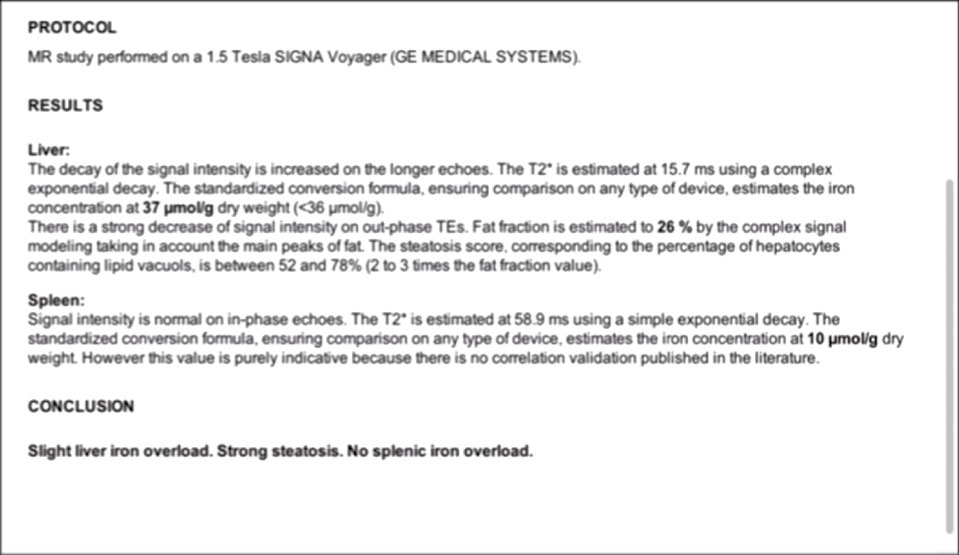 PROTOCOL
MR study performed on a 1.5 Tesla SIGNA Voyager (GE MEDICAL SYSTEMS).
RESULTS
Liver:
The decay of the signal intensity is increased on the longer echoes. The T2* is estimated at 15.7 ms using a complex
exponential decay. The standardized conversion formula, ensuring comparison on any type of device, estimates the iron
concentration at 37 µmol/g dry weight (<36 µmol/g).
There is a strong decrease of signal intensity on out-phase TEs. Fat fraction is estimated to 26 % by the complex signal
modeling taking in account the main peaks of fat. The steatosis score, corresponding to the percentage of hepatocytes
containing lipid vacuols, is between 52 and 78% (2 to 3 times the fat fraction value).
Spleen:
Signal intensity is normal on in-phase echoes. The T2* is estimated at 58.9 ms using a simple exponential decay. The
standardized conversion formula, ensuring comparison on any type of device, estimates the iron concentration at 10 µmol/g dry
weight. However this value is purely indicative because there is no correlation validation published in the literature.
CONCLUSION
Slight liver iron overload. Strong steatosis. No splenic iron overload.